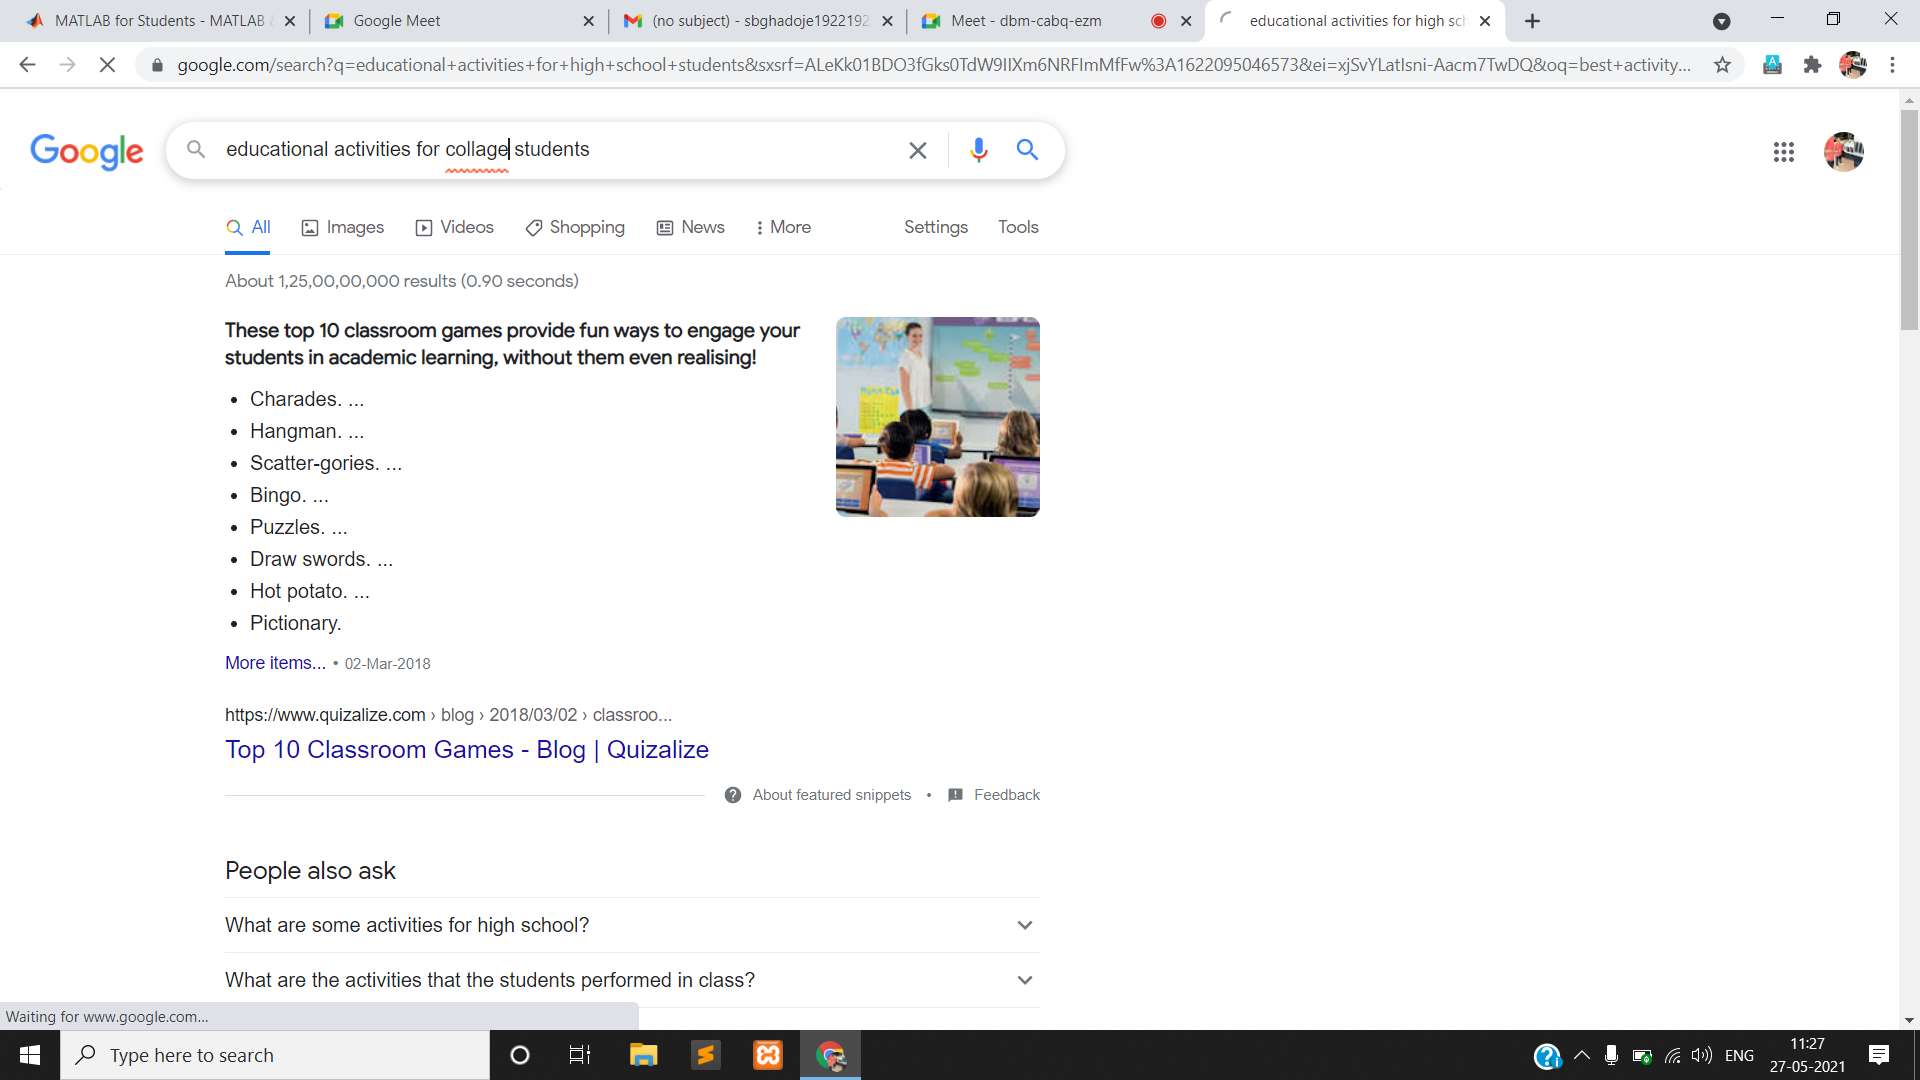 MATLAB for Students - MATLAB
Google Meet
(no subject) - sbghadoje1922192
Meet - dbm-cabq-ezm
educational activities for high sch
google.com/search?q=educational+activities+for+high+school+students&sxsrf=ALeKk01BDO3fGks0TdW9IIXm6NRFImMfFw%3A1622095046573&ei=xjSvYLatIsni-Aacm7TwDQ&oq=best+activity...
Google
educational activities for collage students
All
Images
Videos
Shopping
News
More
Settings
Tools
About 1,25,00,00,000 results (0.90 seconds)
These top 10 classroom games provide fun ways to engage your
students in academic learning, without them even realising!
• Charades. ...
• Hangman. ...
• Scatter-gories. ...
• Bingo. ...
• Puzzles. ...
• Draw swords. ...
• Hot potato. ...
• Pictionary.
More items... • 02-Mar-2018
https://www.quizalize.com › blog › 2018/03/02 › classroo...
Top 10 Classroom Games - Blog | Quizalize
About featured snippets • Feedback
People also ask
What are some activities for high school?
What are the activities that the students performed in class?
Waiting for www.google.com...
Type here to search
ENG
11:27
27-05-2021